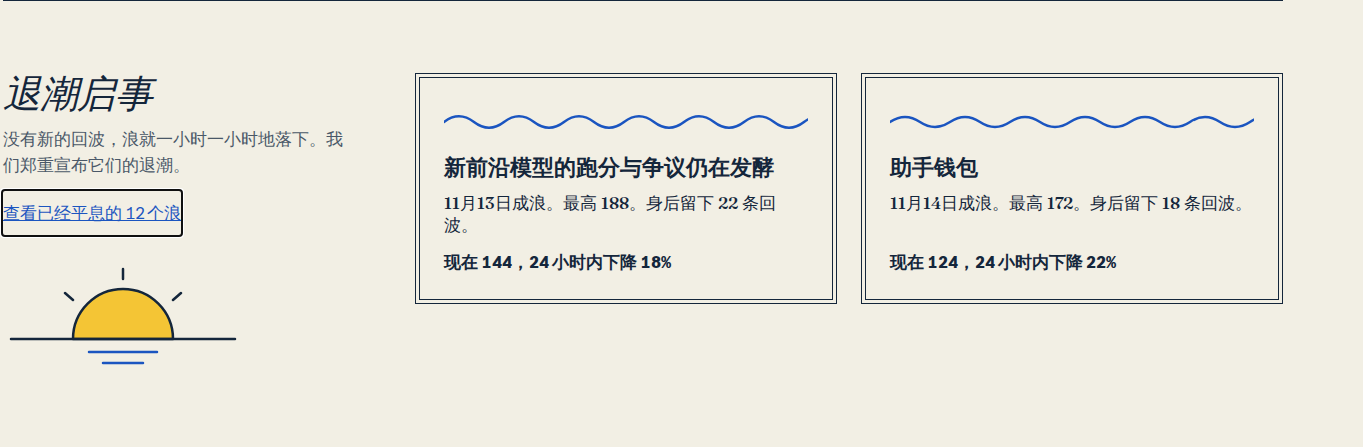 退潮启事
没有新的回波，浪就一小时一小时地落下。我
们郑重宣布它们的退潮。
查看已经平息的 12 个浪
新前沿模型的跑分与争议仍在发酵
11月13日成浪。最高 188。身后留下 22 条回
波。
现在 144，24 小时内下降 18%
助手钱包
11月14日成浪。最高 172。身后留下 18 条回波。
现在 124，24 小时内下降 22%